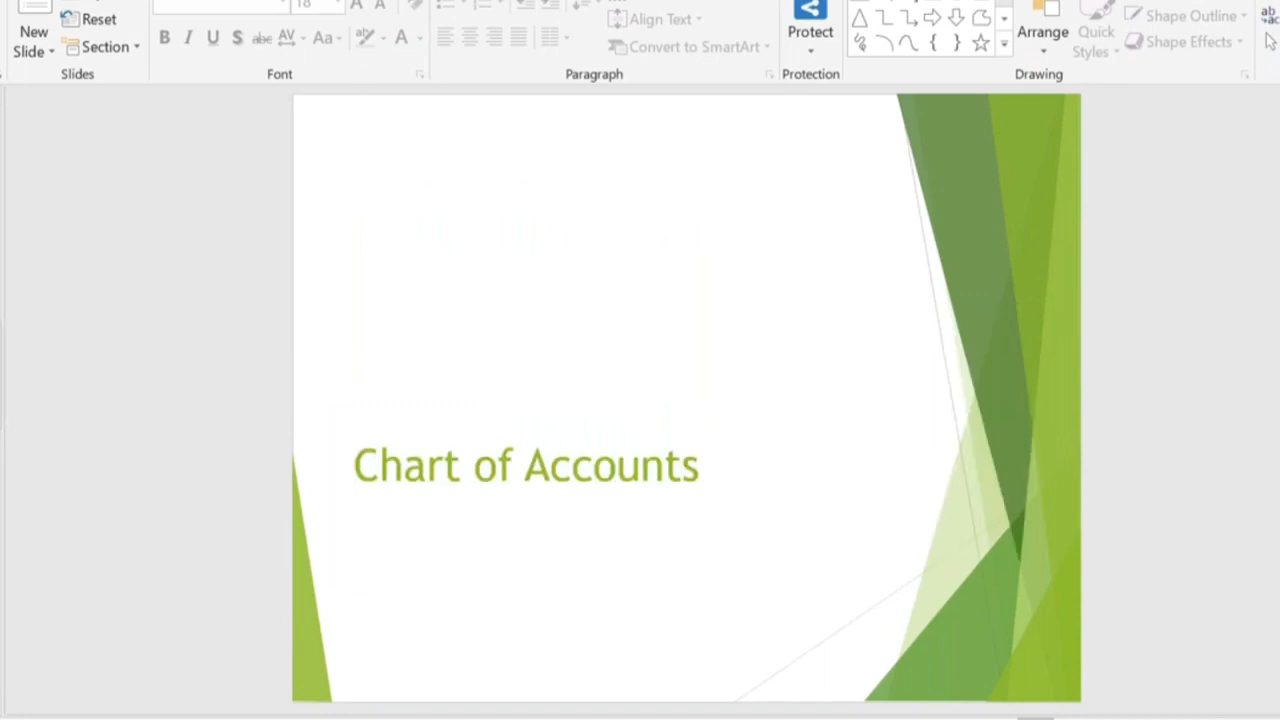 18
Align Text
Convert to SmartArt
New
Slide
Reset
Section
B I U S abc AV Aa A
Protect
Arrange
Quick
Styles
Shape Outline
Shape Effects
Slides
Font
Paragraph
Protection
Drawing
Chart of Accounts